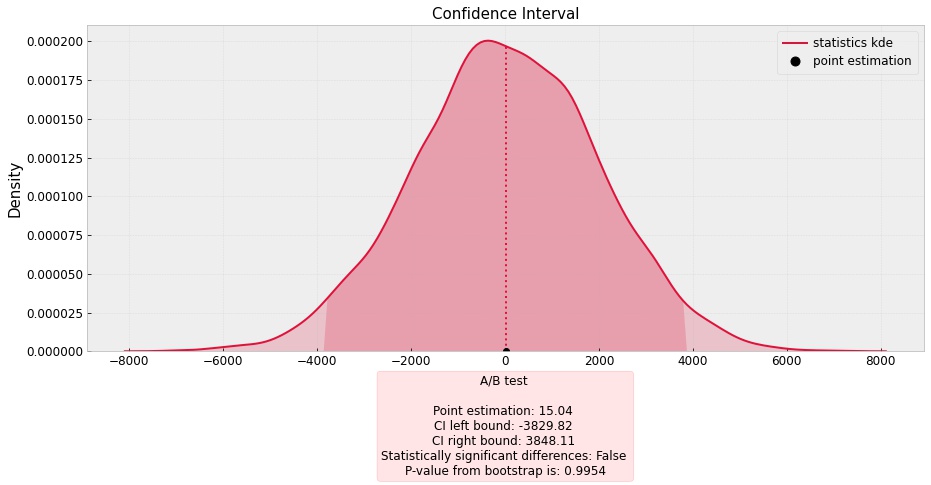 Confidence Interval
statistics kde
point estimation
Density
0.000200
0.000175
0.000150
0.000125
0.000100
0.000075
0.000050
0.000025
0.000000
−8000 −6000 −4000 −2000 0 2000 4000 6000 8000
A/B test
Point estimation: 15.04
CI left bound: -3829.82
CI right bound: 3848.11
Statistically significant differences: False
P-value from bootstrap is: 0.9954